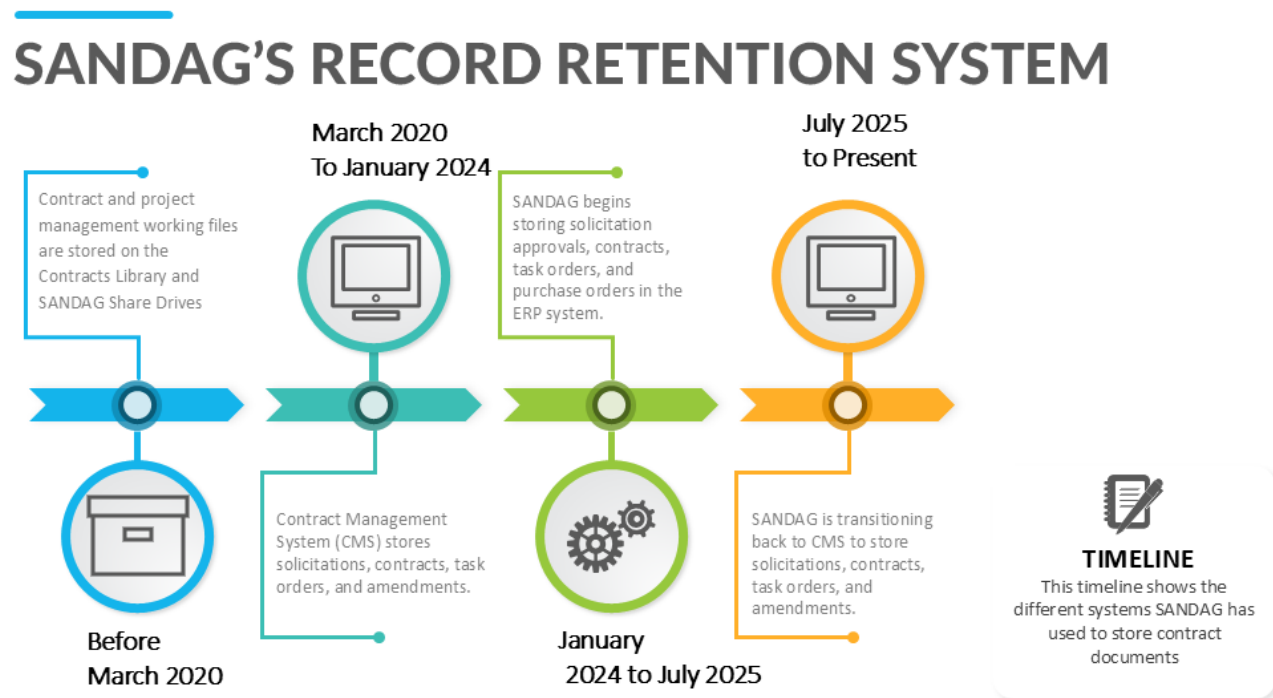 SANDAG’S RECORD RETENTION SYSTEM
Before
March 2020
Contract and project
management working files
are stored on the
Contracts Library and
SANDAG Share Drives
March 2020
To January 2024
Contract Management
System (CMS) stores
solicitations, contracts, task
orders, and amendments.
January
2024 to July 2025
SANDAG begins
storing solicitation
approvals, contracts,
task orders, and
purchase orders in the
ERP system.
July 2025
to Present
SANDAG is transitioning
back to CMS to store
solicitations, contracts,
task orders, and
amendments.
TIMELINE
This timeline shows the
different systems SANDAG has
used to store contract
documents